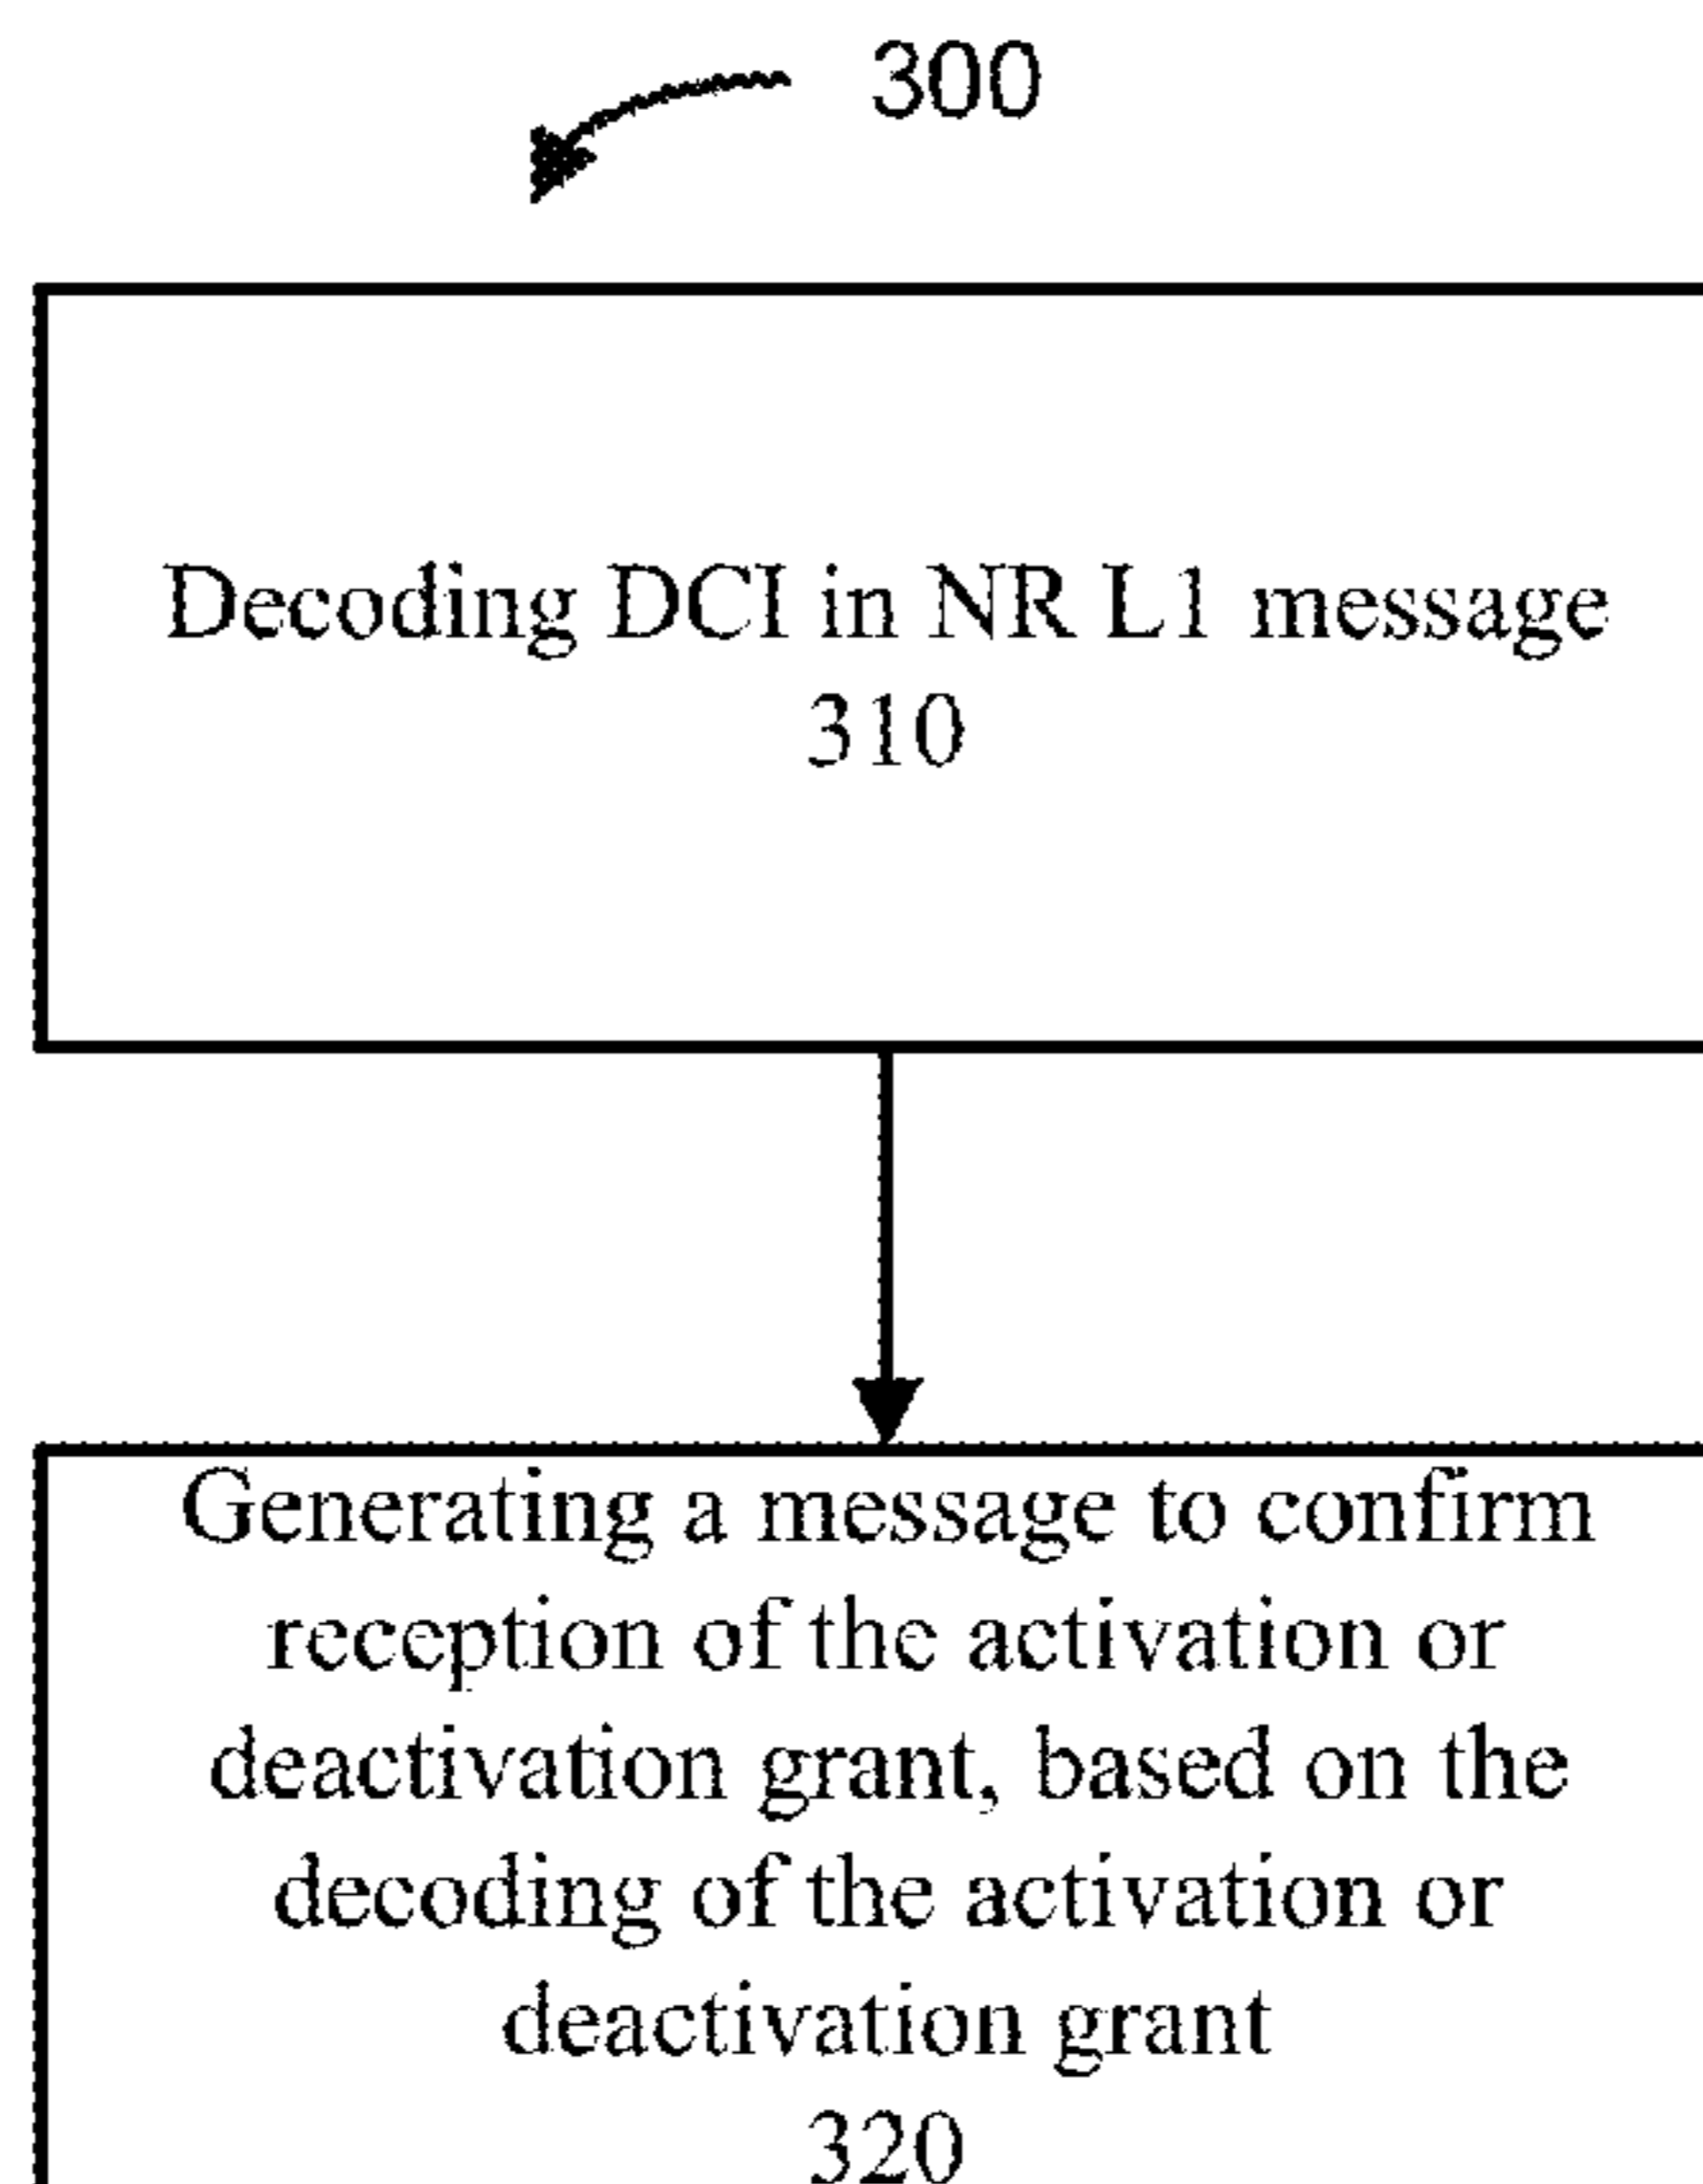 300
Decoding DCI in NR L1 message
310
Generating a message to confirm
reception of the activation or
deactivation grant, based on the
decoding of the activation or
deactivation grant
320